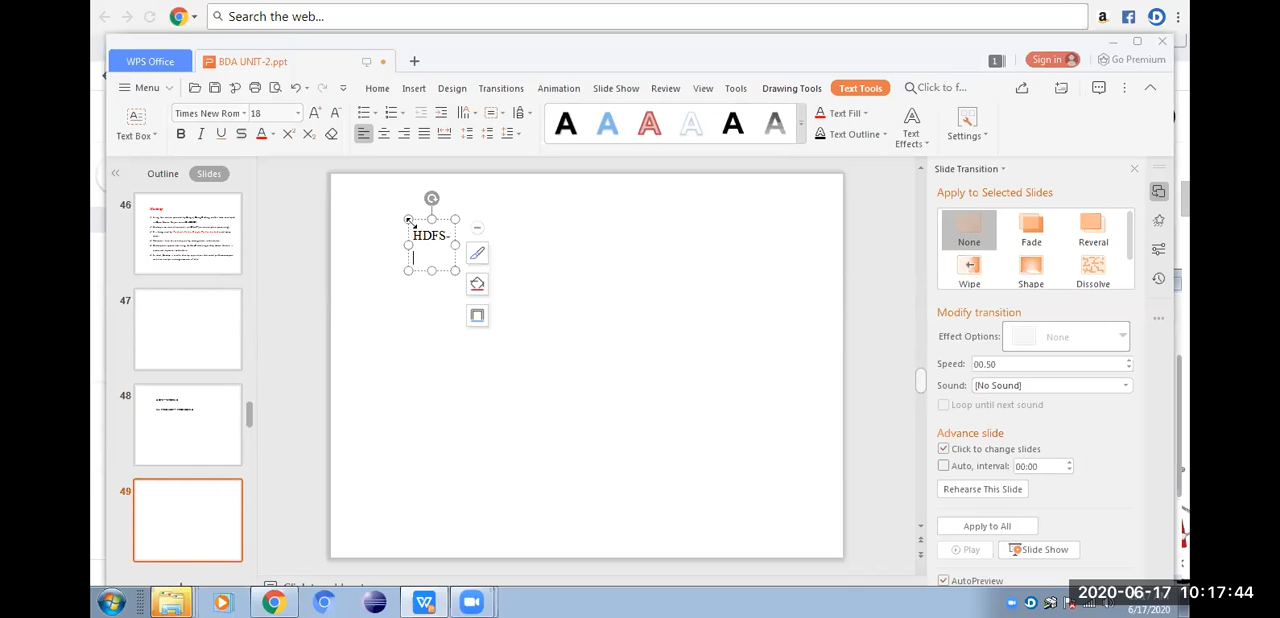 Search the web...
WPS Office
BDA UNIT-2.ppt
1
Sign in
Go Premium
Menu
Home
Insert
Design
Transitions
Animation
Slide Show
Review
View
Tools
Drawing Tools
Text Tools
Click to f...
Text Box
Times New Rom
18
Text Fill
Text Outline
Text
Effects
Settings
Outline
Slides
46
47
48
49
HDFS-
Slide Transition
Apply to Selected Slides
None
Fade
Reveral
Wipe
Shape
Dissolve
Modify transition
Effect Options:
None
Speed:
00.50
Sound:
[No Sound]
Loop until next sound
Advance slide
Click to change slides
Auto, interval:
00:00
Rehearse This Slide
Apply to All
Play
Slide Show
AutoPreview
2020-06-17 10:17:44
6/17/2020